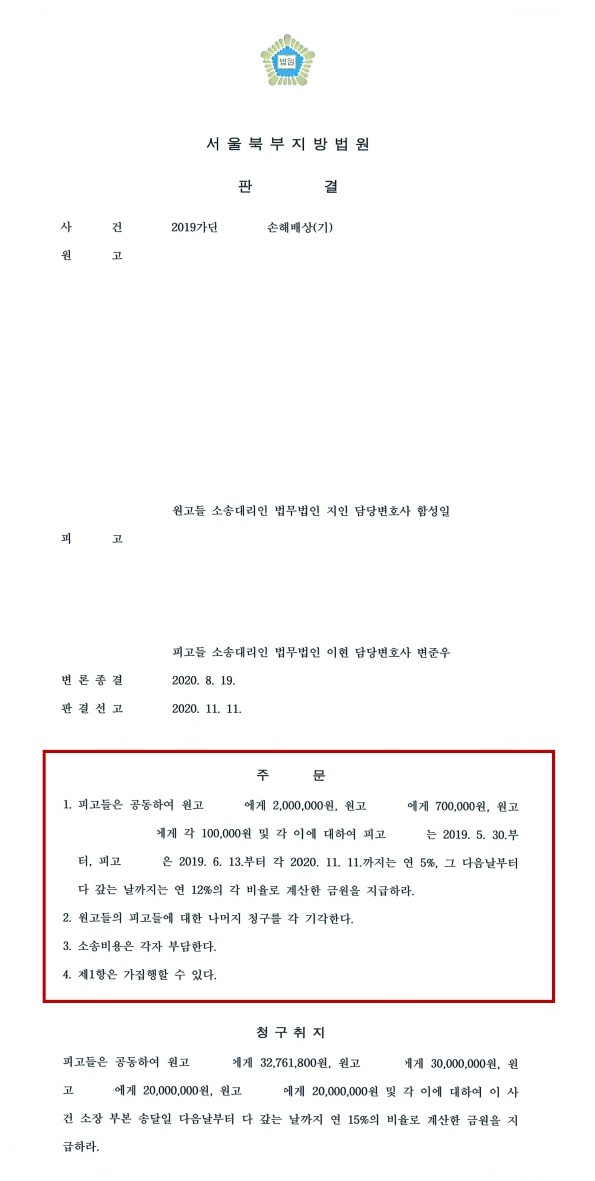 법원
서울북부지방법원
판 결
사 건 2019가단 손해배상(기)
원 고
원고들 소송대리인 법무법인 지인 담당변호사 함성일
피 고
피고들 소송대리인 법무법인 이현 담당변호사 변준우
변론종결 2020. 8. 19.
판결선고 2020. 11. 11.
주 문
1. 피고들은 공동하여 원고 에게 2,000,000원, 원고 에게 700,000원, 원고
에게 각 100,000원 및 각 이에 대하여 피고 는 2019. 5. 30.부
터, 피고 은 2019. 6. 13.부터 각 2020. 11. 11.까지는 연 5%, 그 다음날부터
다 갚는 날까지는 연 12%의 각 비율로 계산한 금원을 지급하라.
2. 원고들의 피고들에 대한 나머지 청구를 각 기각한다.
3. 소송비용은 각자 부담한다.
4. 제1항은 가집행할 수 있다.
청구취지
피고들은 공동하여 원고 에게 32,761,800원, 원고 에게 30,000,000원, 원
고 에게 20,000,000원, 원고 에게 20,000,000원 및 각 이에 대하여 이 사
건 소장 부본 송달일 다음날부터 다 갚는 날까지 연 15%의 비율로 계산한 금원을 지
급하라.